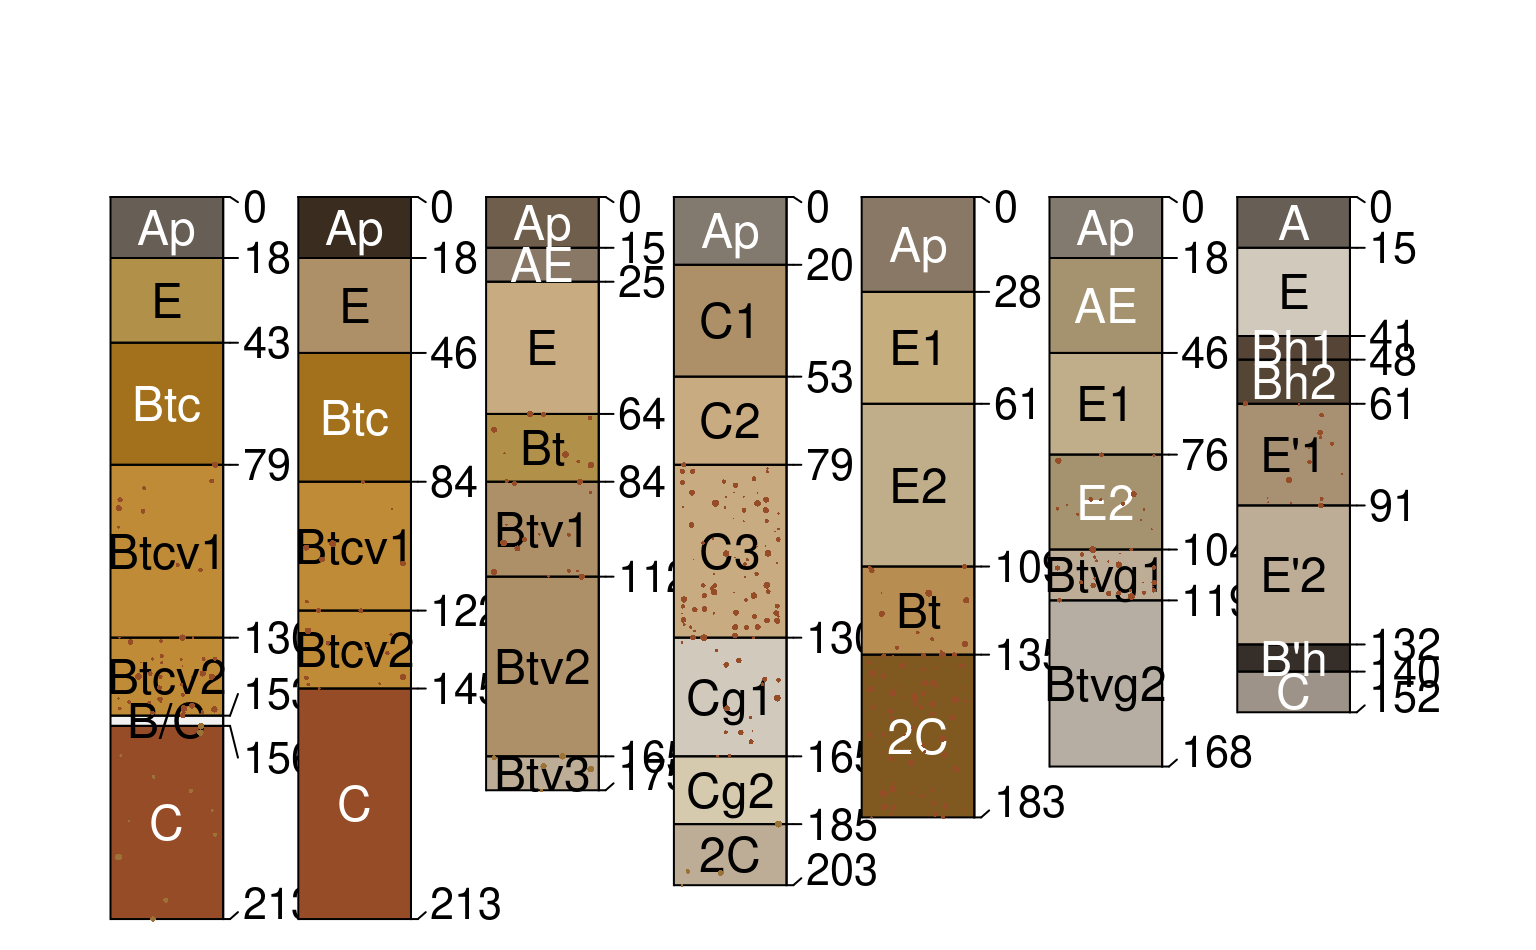 0
Ap
18
E
43
Btc
79
Btcv1
130
Btcv2
153
B/C
156
C
213
0
Ap
18
E
46
Btc
84
Btcv1
122
Btcv2
145
C
213
0
Ap
15
AE
25
E
64
Bt
84
Btv1
112
Btv2
165
Btv3
175
0
Ap
20
C1
53
C2
79
C3
130
Cg1
165
Cg2
185
2C
203
0
Ap
28
E1
61
E2
109
Bt
135
2C
183
0
Ap
18
AE
46
E1
76
E2
104
Btvg1
119
Btvg2
168
0
A
15
E
41
Bh1
48
Bh2
61
E'1
91
E'2
132
B'h
140
C
152